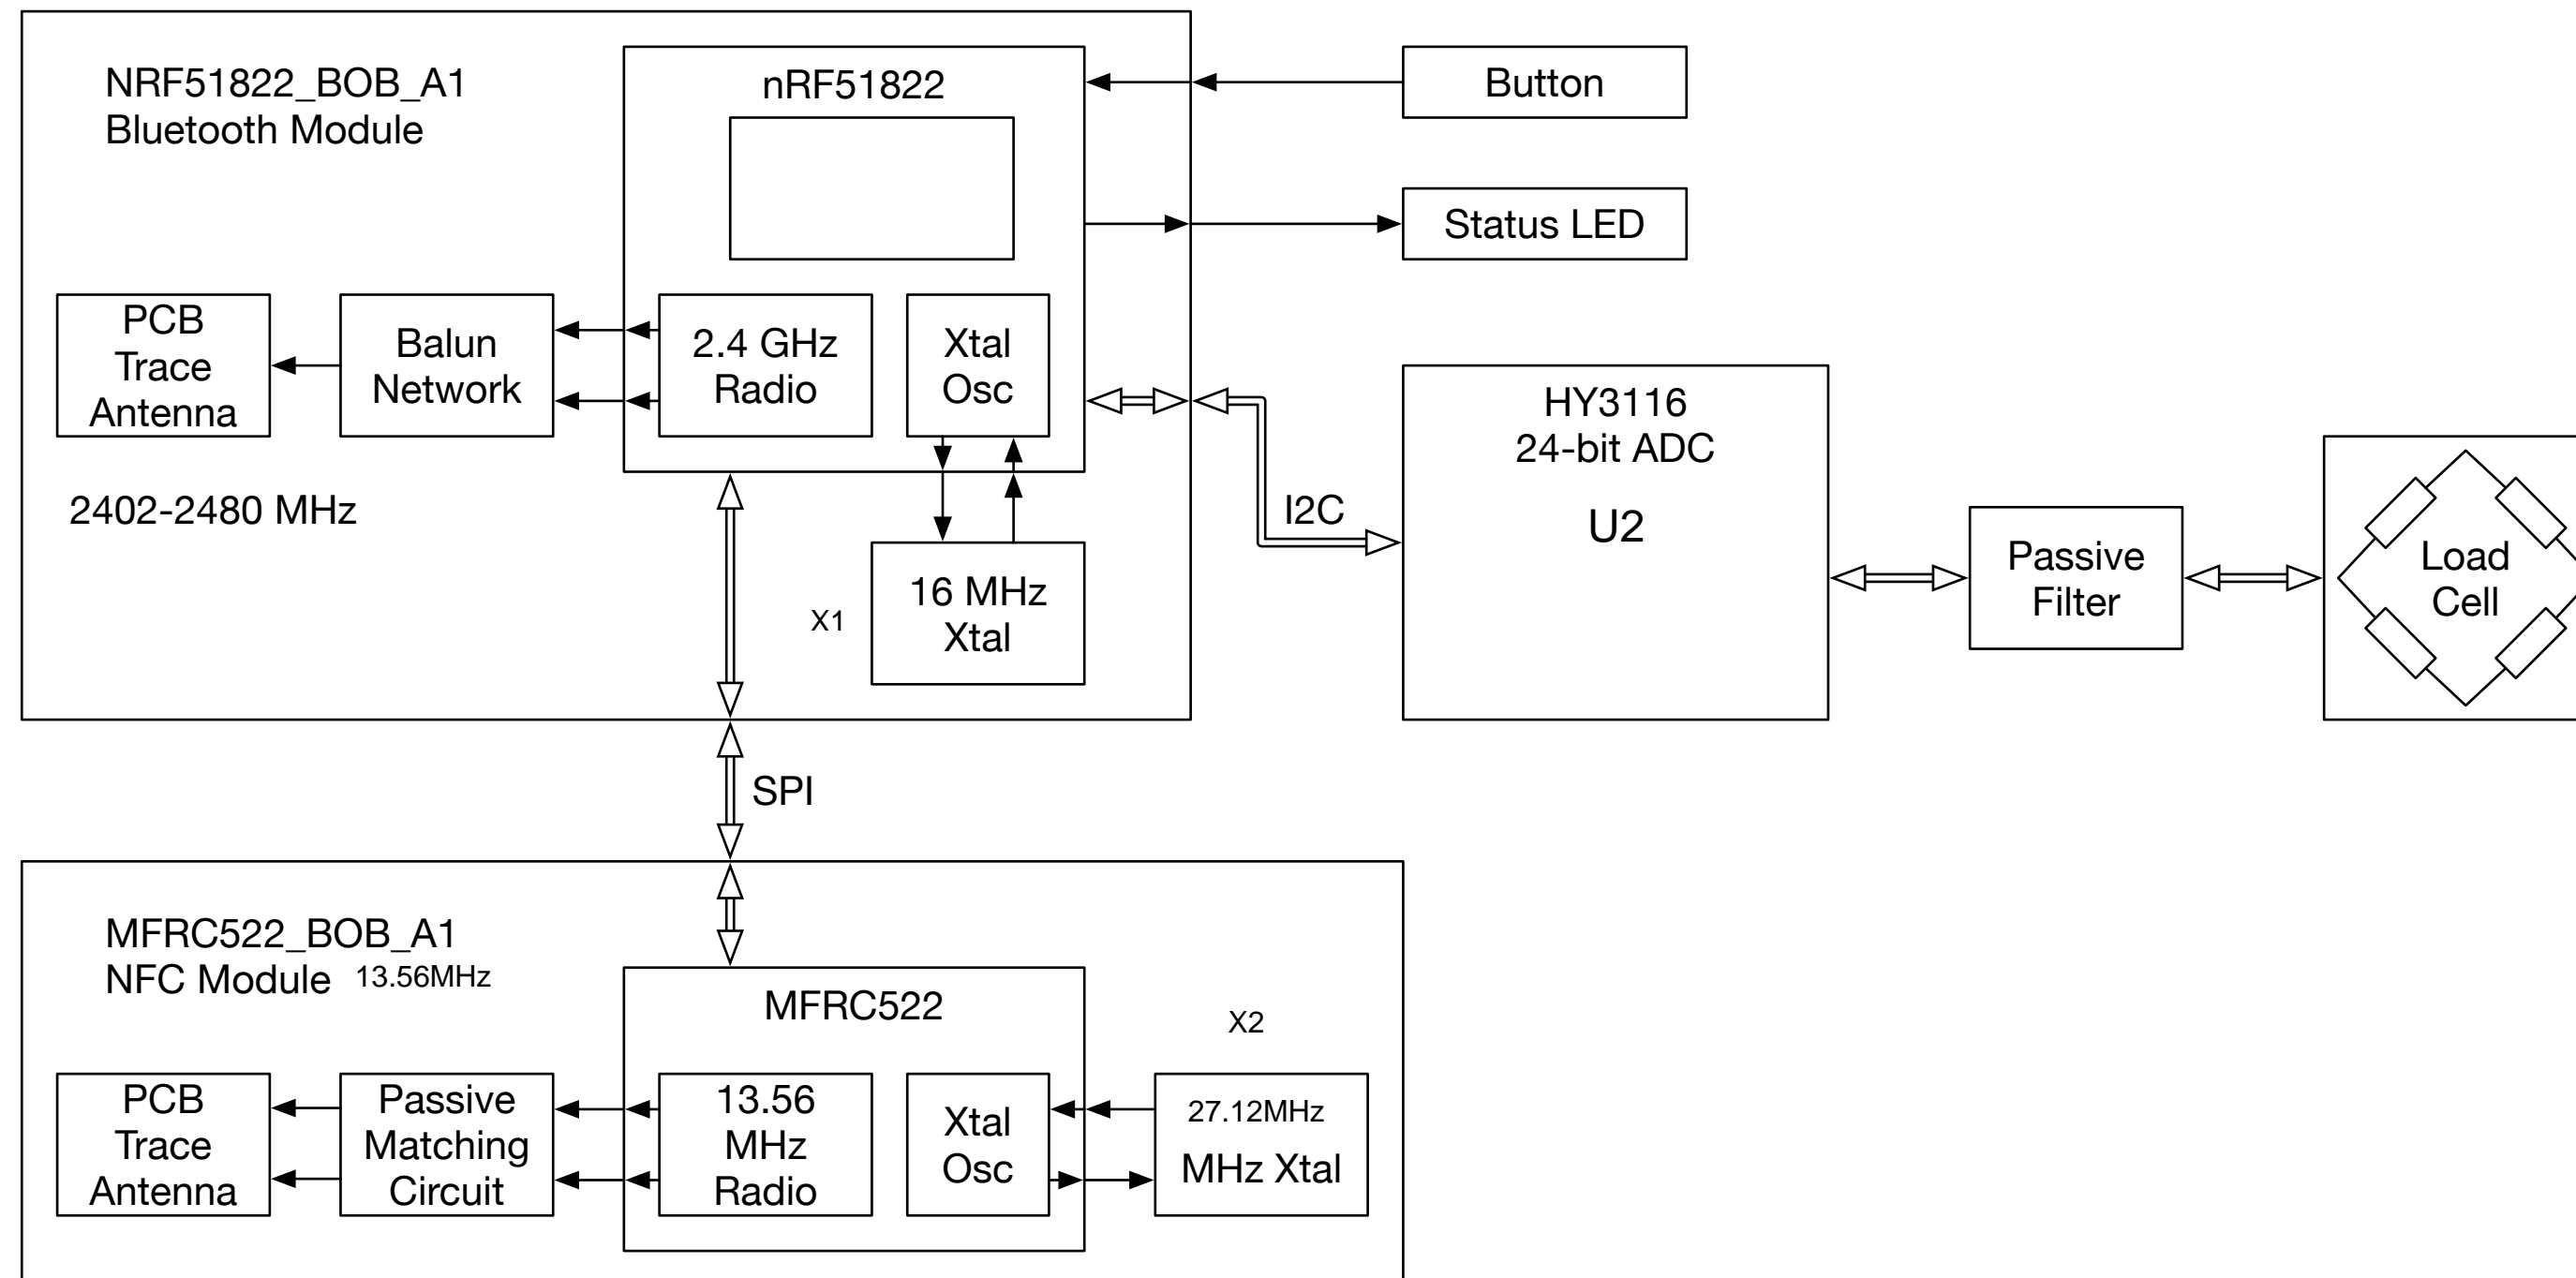 NRF51822_BOB_A1
Bluetooth Module
nRF51822
Button
Status LED
PCB
Trace
Antenna
Balun
Network
2.4 GHz
Radio
Xtal
Osc
2402-2480 MHz
X1
16 MHz
Xtal
I2C
HY3116
24-bit ADC
U2
Passive
Filter
Load
Cell
SPI
MFRC522_BOB_A1
NFC Module 13.56MHz
MFRC522
X2
PCB
Trace
Antenna
Passive
Matching
Circuit
13.56
MHz
Radio
Xtal
Osc
27.12MHz
MHz Xtal